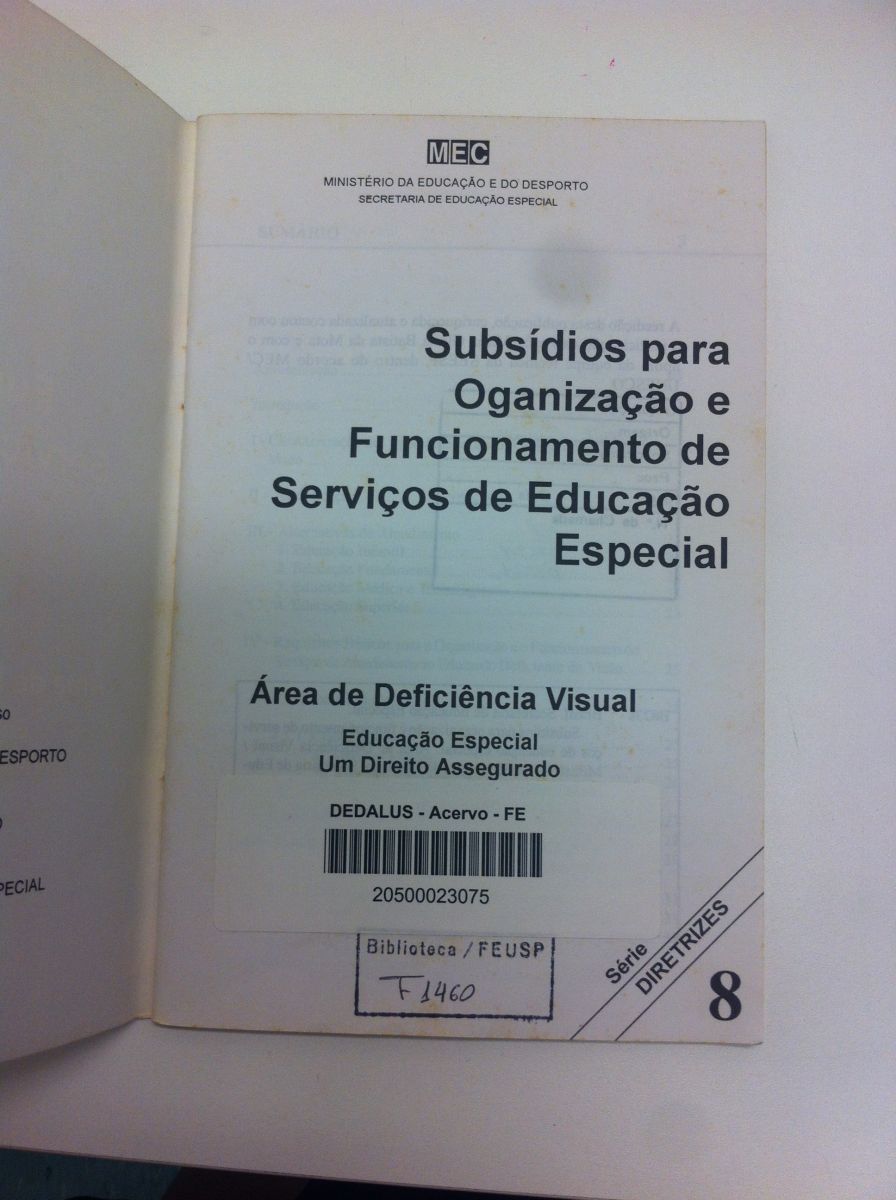 MEC
MINISTÉRIO DA EDUCAÇÃO E DO DESPORTO
SECRETARIA DE EDUCAÇÃO ESPECIAL
Subsídios para
Oganização e
Funcionamento de
Serviços de Educação
Especial
Área de Deficiência Visual
Educação Especial
Um Direito Assegurado
DEDALUS - Acervo - FE
20500023075
Biblioteca / FEUSP
F 1460
Série
DIRETRIZES
8
ESPORTO
PECIAL